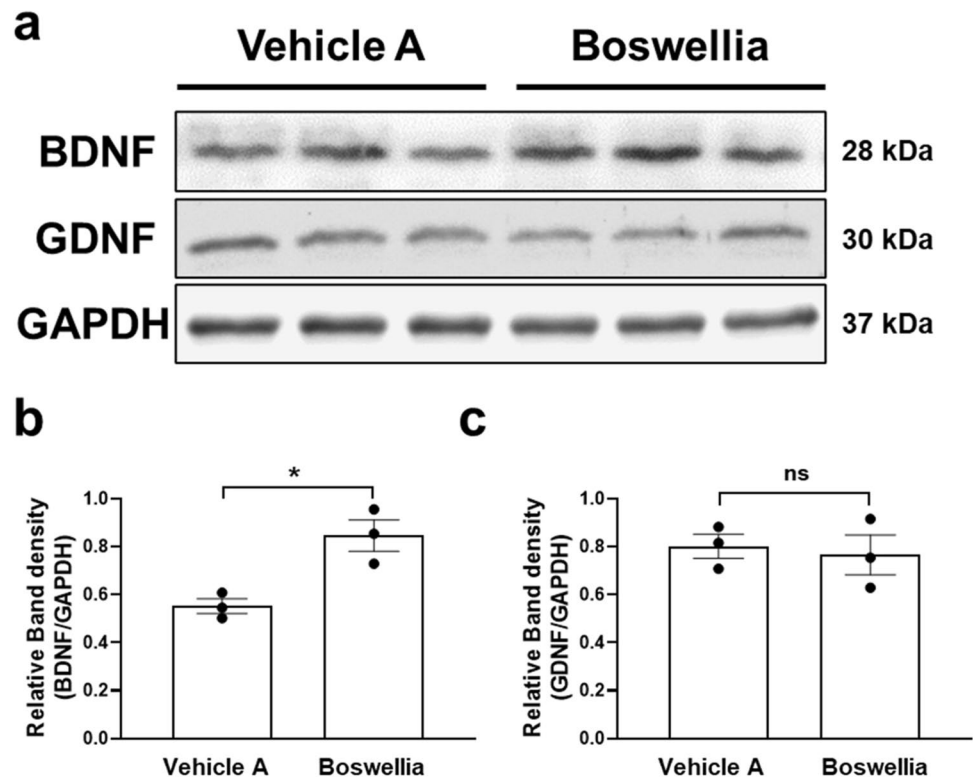 a
Vehicle A Boswellia
BDNF 28 kDa
GDNF 30 kDa
GAPDH 37 kDa
b
*
Relative Band density
(BDNF/GAPDH)
1.0
0.8
0.6
0.4
0.2
0.0
Vehicle A Boswellia
c
ns
Relative Band density
(GDNF/GAPDH)
1.0
0.8
0.6
0.4
0.2
0.0
Vehicle A Boswellia